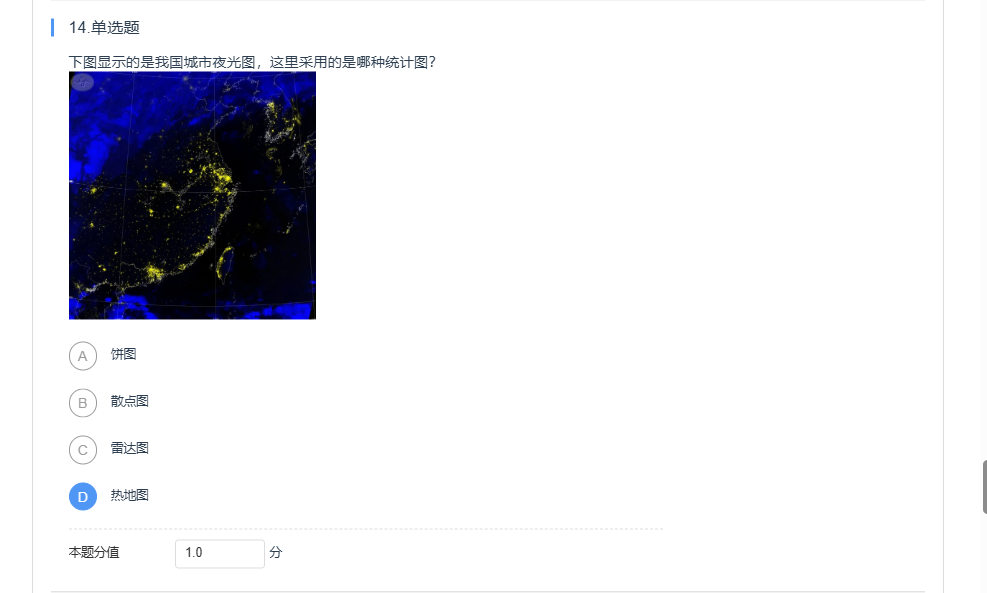 14.单选题
下图显示的是我国城市夜光图，这里采用的是哪种统计图?
A 饼图
B 散点图
C 雷达图
D 热地图
本题分值 1.0 分